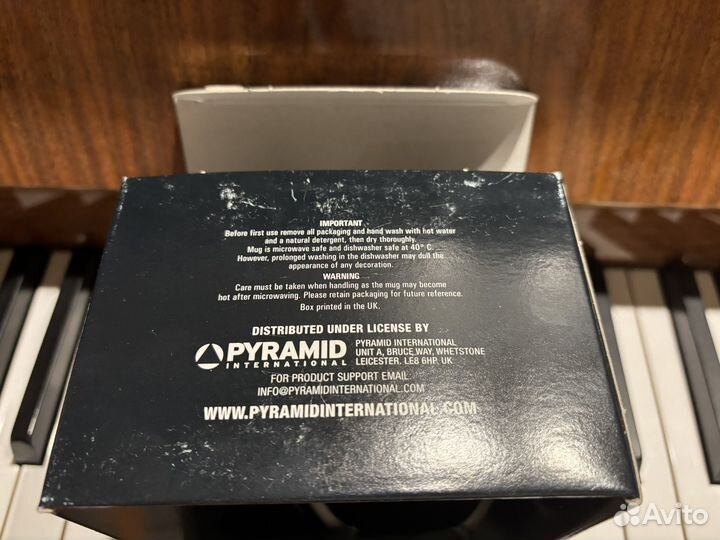 IMPORTANT
Before first use remove all packaging and hand wash with hot water
and a natural detergent, then dry thoroughly.
Mug is microwave safe and dishwasher safe at 40° C.
However, prolonged washing in the dishwasher may dull the
appearance of any decoration.
WARNING
Care must be taken when handling as the mug may become
hot after microwaving. Please retain packaging for future reference.
Box printed in the UK.
DISTRIBUTED UNDER LICENSE BY
PYRAMID
INTERNATIONAL
PYRAMID INTERNATIONAL
UNIT A, BRUCE WAY, WHETSTONE
LEICESTER. LE8 6HP. UK
FOR PRODUCT SUPPORT EMAIL
INFO@PYRAMIDINTERNATIONAL.COM
WWW.PYRAMIDINTERNATIONAL.COM
Avito